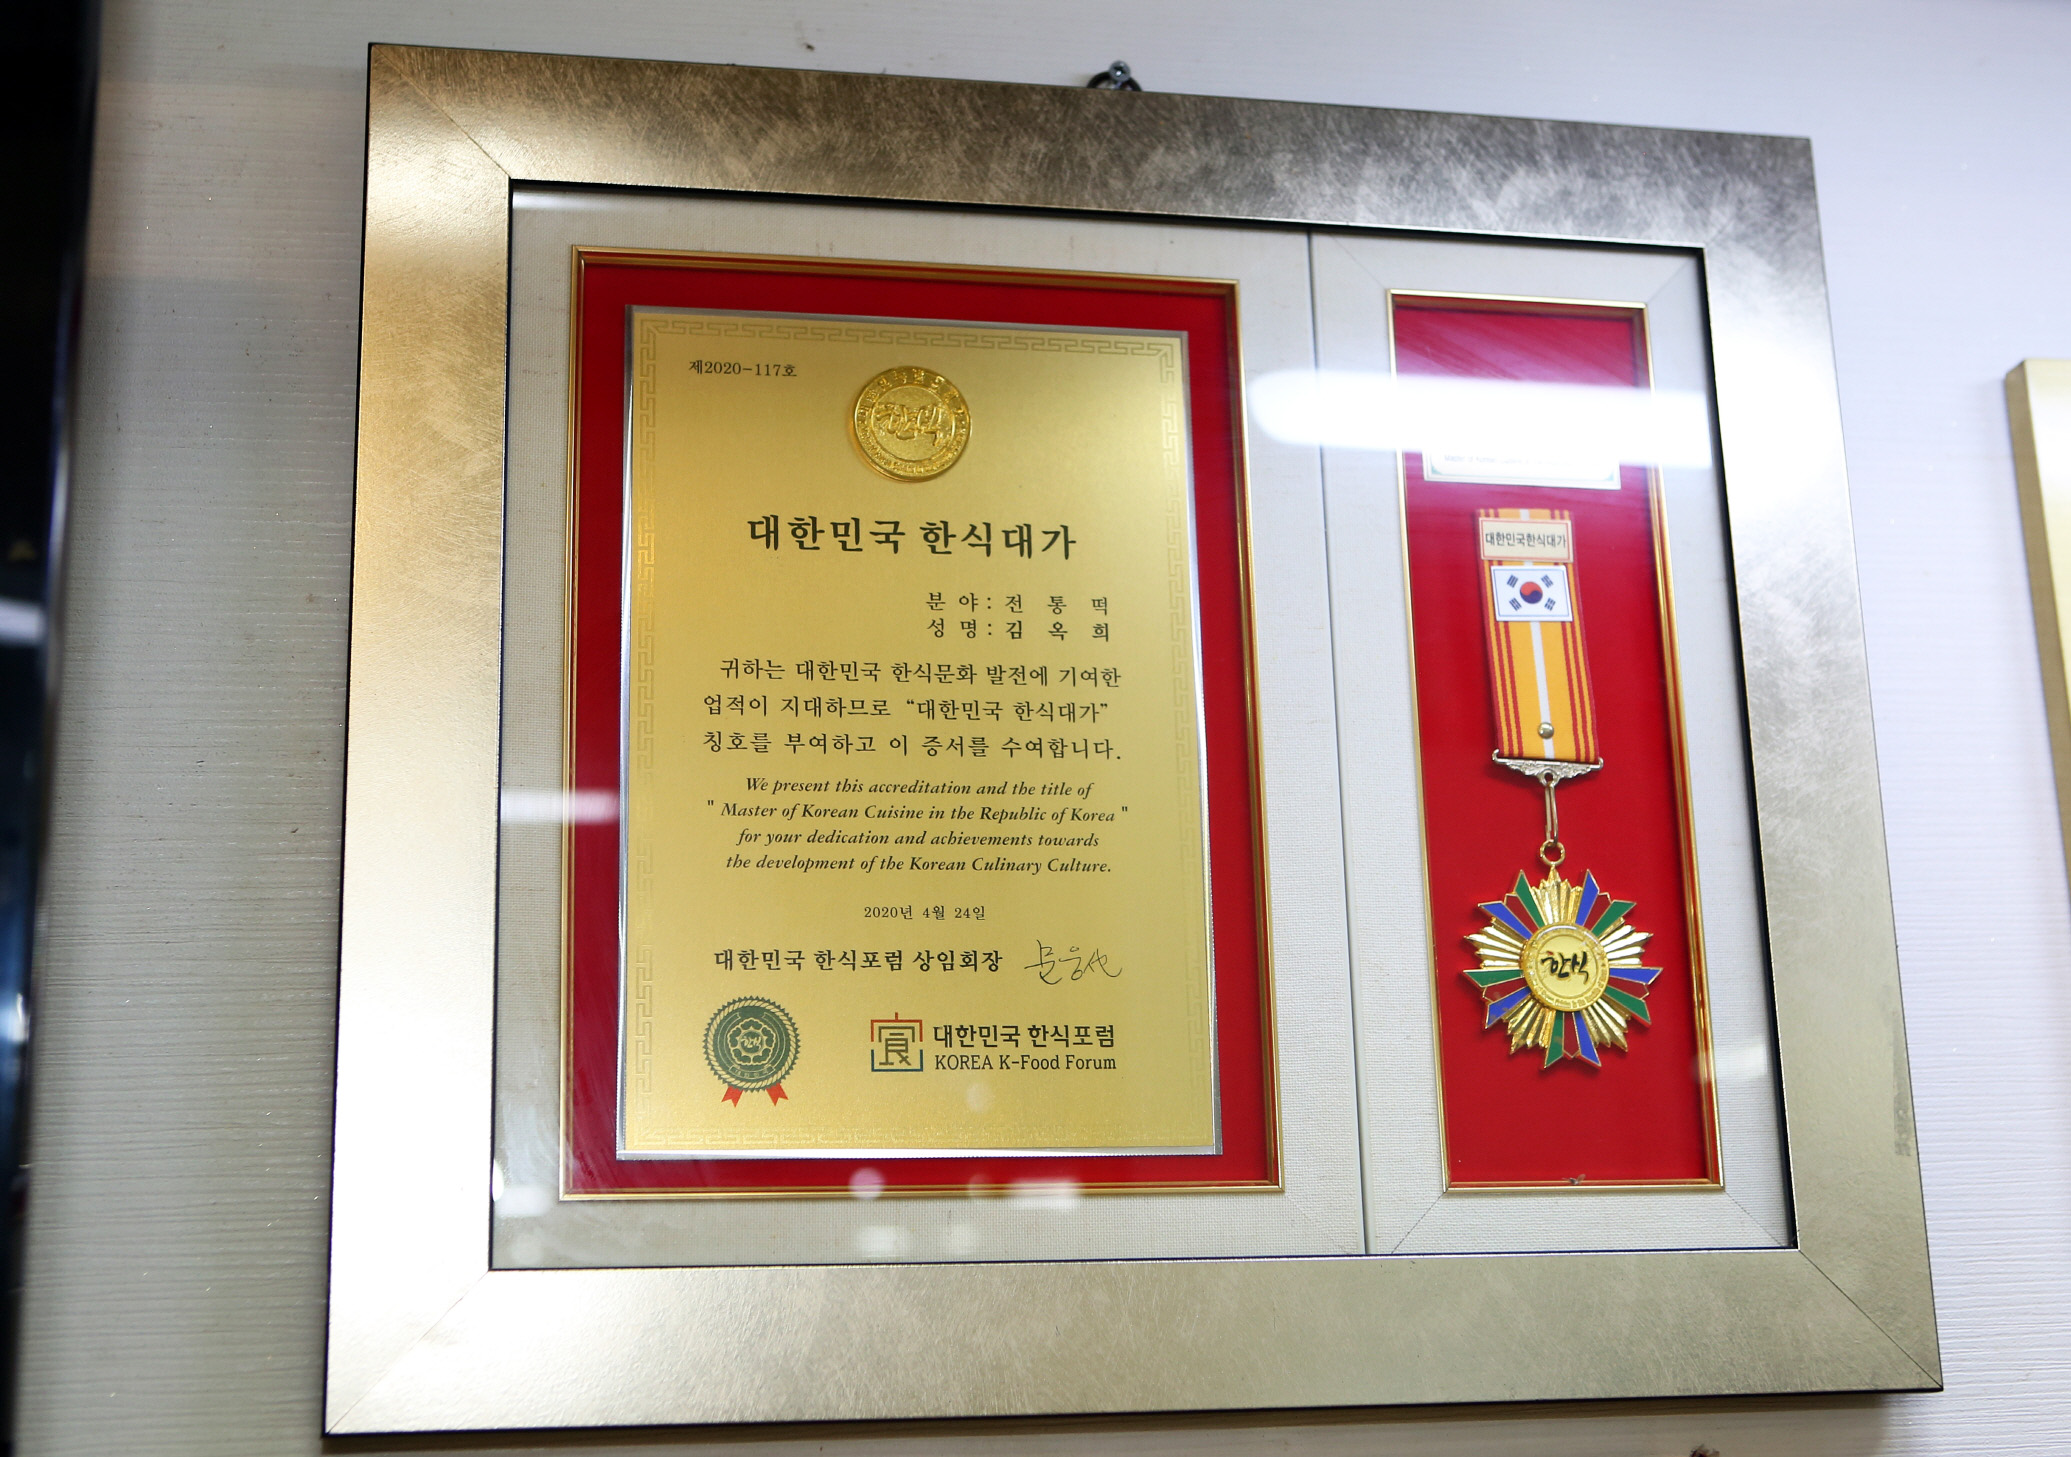 제2020-117호
한식
대한민국 한식대가
분 야 : 전 통 떡
성 명 : 김 옥 희
귀하는 대한민국 한식문화 발전에 기여한
업적이 지대하므로 “대한민국 한식대가”
칭호를 부여하고 이 증서를 수여합니다.
We present this accreditation and the title of
" Master of Korean Cuisine in the Republic of Korea "
for your dedication and achievements towards
the development of the Korean Culinary Culture.
2020년 4월 24일
대한민국 한식포럼 상임회장
한식
대한민국 한식포럼
KOREA K-Food Forum
대한민국한식대가
한식